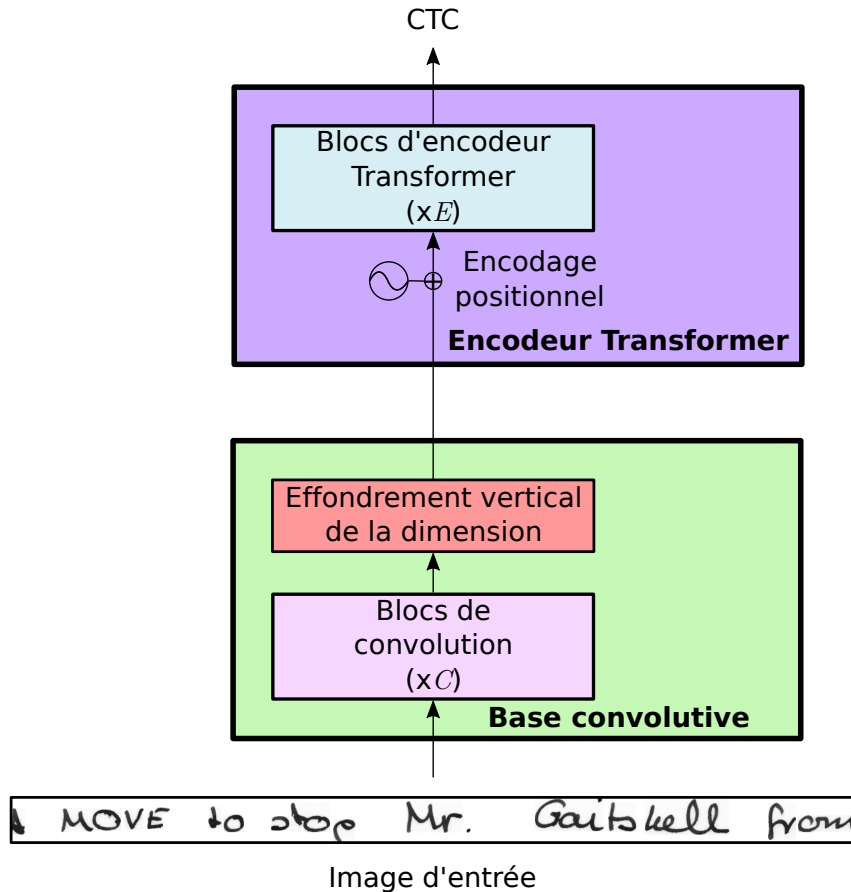 CTC
Blocs d'encodeur
Transformer
(xE)
Encodage
positionnel
Encodeur Transformer
Effondrement vertical
de la dimension
Blocs de
convolution
(xC)
Base convolutive
MOVE to stop Mr. Gaitskell from
Image d'entrée